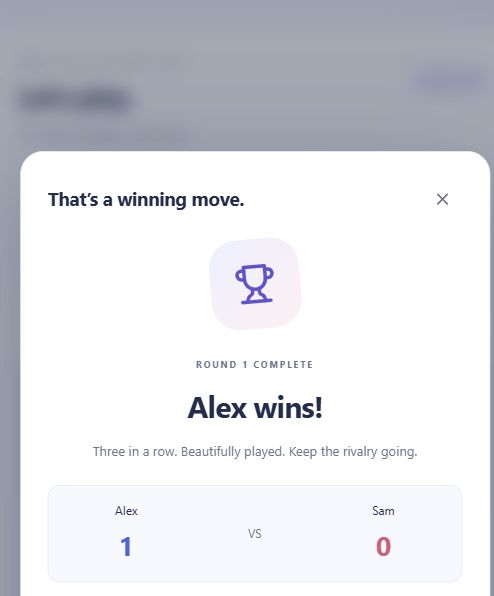 That’s a winning move.
ROUND 1 COMPLETE
Alex wins!
Three in a row. Beautifully played. Keep the rivalry going.
Alex
Sam
VS
1
0